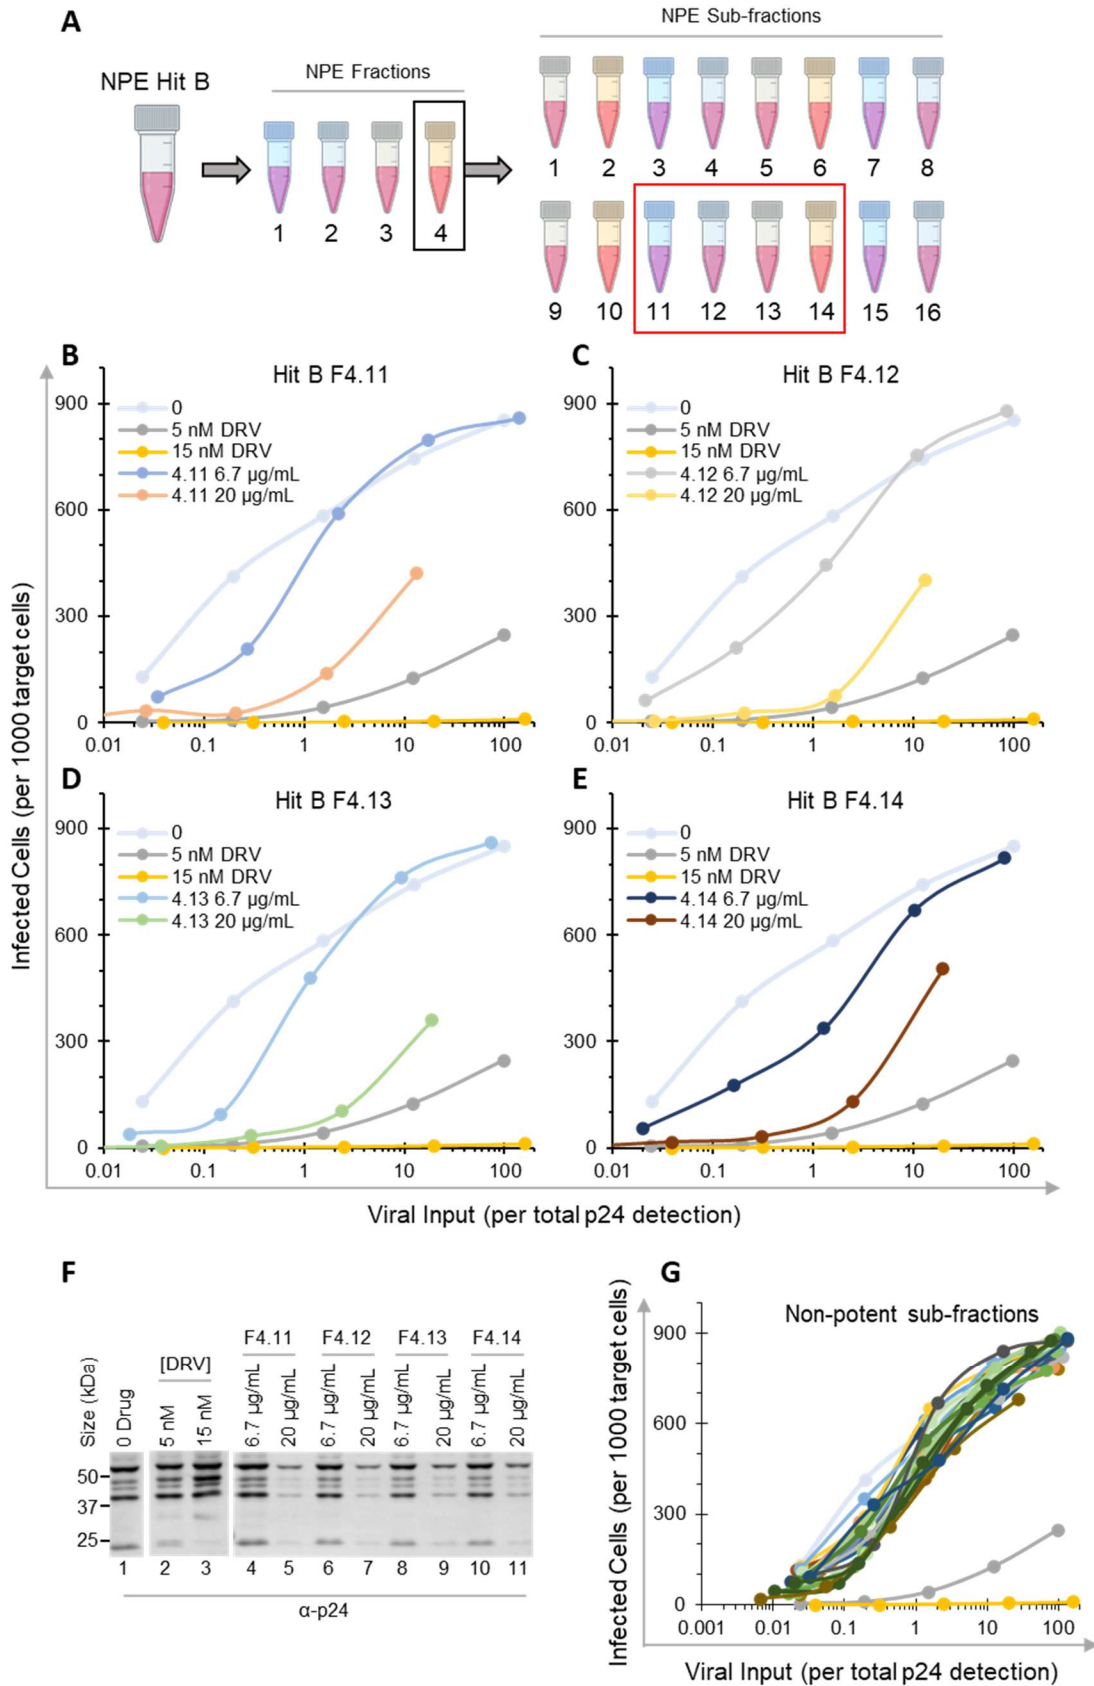 A
NPE Sub-fractions
NPE Hit B
NPE Fractions
1 2 3 4
1 2 3 4 5 6 7 8
9 10 11 12 13 14 15 16
B
Hit B F4.11
900
600
300
0
0
5 nM DRV
15 nM DRV
4.11 6.7 µg/mL
4.11 20 µg/mL
0.01 0.1 1 10 100
C
Hit B F4.12
900
600
300
0
0
5 nM DRV
15 nM DRV
4.12 6.7 µg/mL
4.12 20 µg/mL
0.01 0.1 1 10 100
D
Hit B F4.13
900
600
300
0
0
5 nM DRV
15 nM DRV
4.13 6.7 µg/mL
4.13 20 µg/mL
0.01 0.1 1 10 100
E
Hit B F4.14
900
600
300
0
0
5 nM DRV
15 nM DRV
4.14 6.7 µg/mL
4.14 20 µg/mL
0.01 0.1 1 10 100
Infected Cells (per 1000 target cells)
Viral Input (per total p24 detection)
F
F4.11 F4.12 F4.13 F4.14
[DRV]
Size (kDa)
0 Drug
5 nM
15 nM
6.7 µg/mL
20 µg/mL
6.7 µg/mL
20 µg/mL
6.7 µg/mL
20 µg/mL
6.7 µg/mL
20 µg/mL
50
37
25
1 2 3 4 5 6 7 8 9 10 11
α-p24
G
Non-potent sub-fractions
Infected Cells (per 1000 target cells)
900
600
300
0
0.001 0.01 0.1 1 10 100
Viral Input (per total p24 detection)